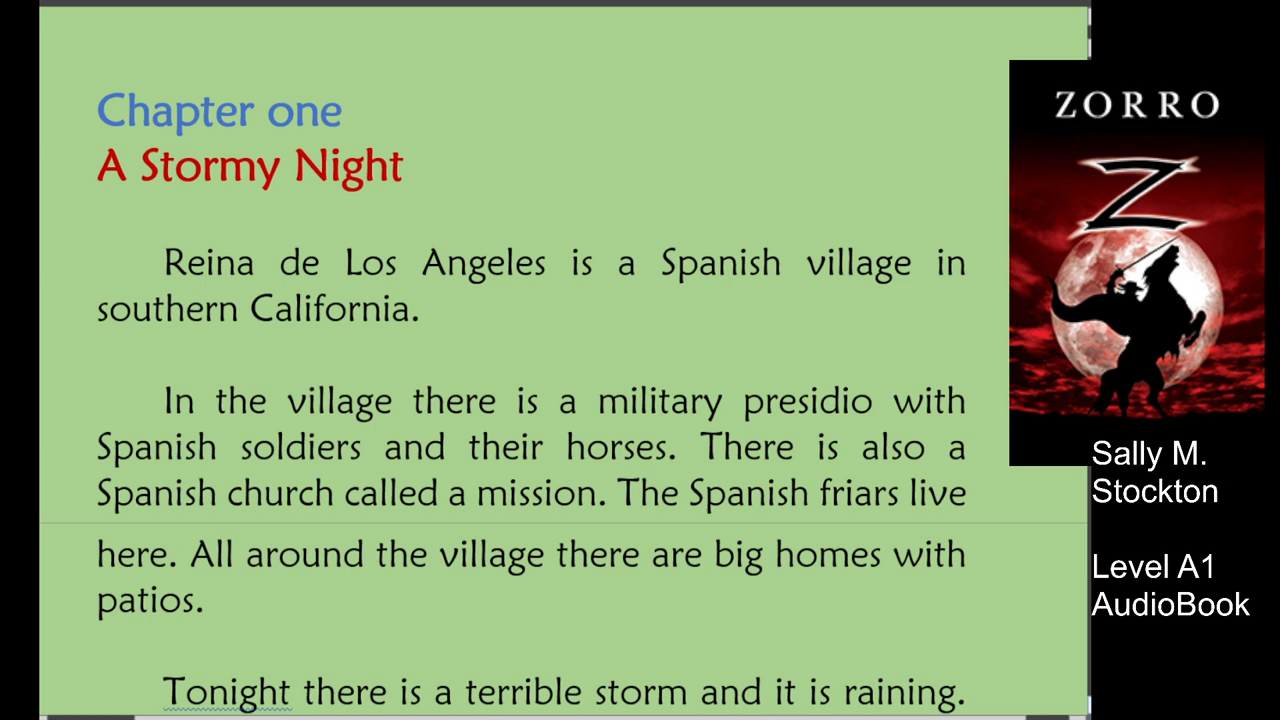 Chapter one
A Stormy Night
Reina de Los Angeles is a Spanish village in
southern California.
In the village there is a military presidio with
Spanish soldiers and their horses. There is also a
Spanish church called a mission. The Spanish friars live
here. All around the village there are big homes with
patios.
Tonight there is a terrible storm and it is raining.
ZORRO
Z
Sally M.
Stockton
Level A1
AudioBook